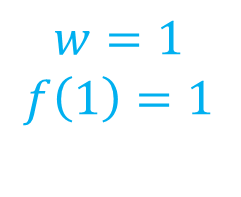 w = 1
f(1) = 1